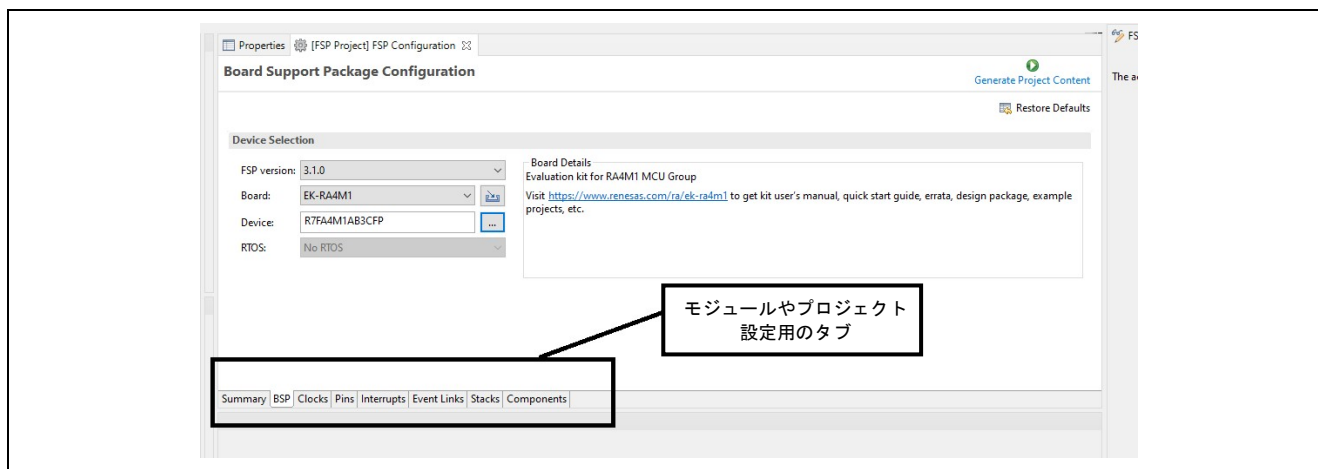 Properties [FSP Project] FSP Configuration
FS
Board Support Package Configuration
Generate Project Content
The a
Restore Defaults
Device Selection
FSP version: 3.1.0
Board: EK-RA4M1
Device: R7FA4M1AB3CFP ...
RTOS: No RTOS
Board Details
Evaluation kit for RA4M1 MCU Group
Visit https://www.renesas.com/ra/ek-ra4m1 to get kit user's manual, quick start guide, errata, design package, example
projects, etc.
モジュールやプロジェクト
設定用のタブ
Summary BSP Clocks Pins Interrupts Event Links Stacks Components